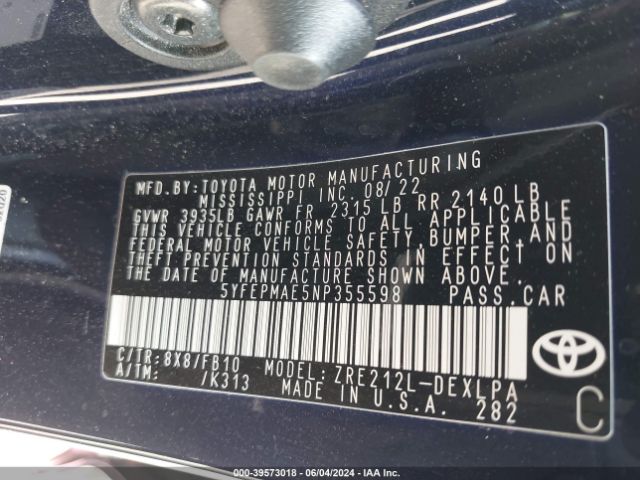 MFD.BY:TOYOTA MOTOR MANUFACTURING
MISSISSIPPI INC. 08/22
GVWR 3935LB GAWR FR 2315 LB RR 2140 LB
THIS VEHICLE CONFORMS TO ALL APPLICABLE
FEDERAL MOTOR VEHICLE SAFETY,BUMPER,AND
THEFT PREVENTION STANDARDS IN EFFECT ON
THE DATE OF MANUFACTURE SHOWN ABOVE.
5YFEPMAE5NP355598 PASS.CAR
C/TR:8X8/FB10 MODEL:ZRE212L-DEXLPA
A/TM: /K313 MADE IN U.S.A. 282
TOYOTA
C
000-39573018 - 06/04/2024 - IAA Inc.